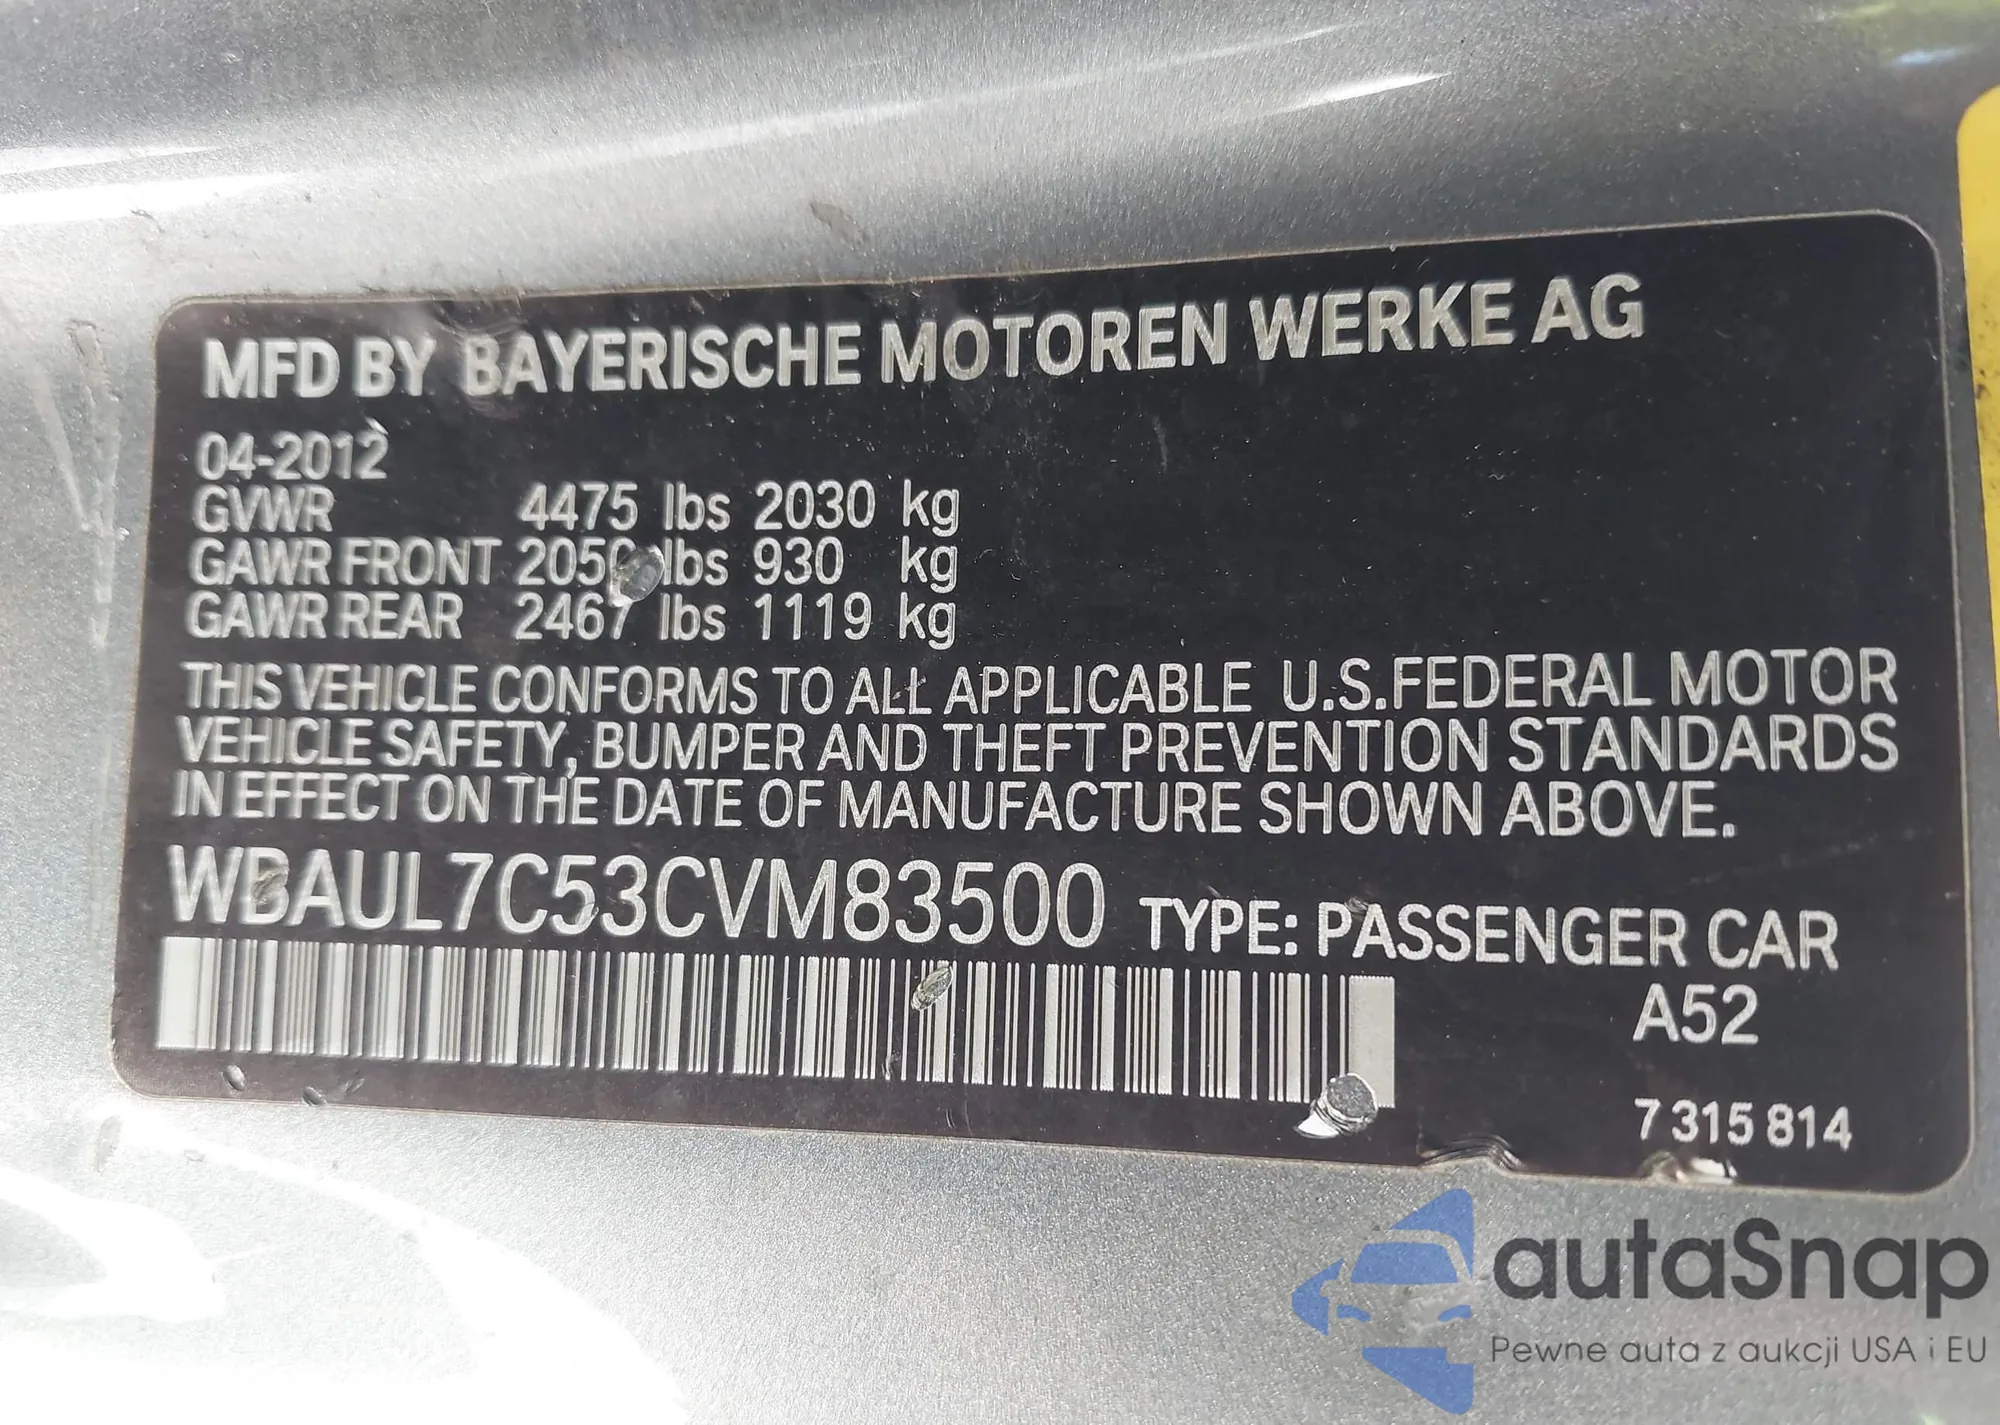 MFD BY BAYERISCHE MOTOREN WERKE AG
04-2012
GVWR 4475 lbs 2030 kg
GAWR FRONT 2050 lbs 930 kg
GAWR REAR 2467 lbs 1119 kg
THIS VEHICLE CONFORMS TO ALL APPLICABLE U.S.FEDERAL MOTOR
VEHICLE SAFETY, BUMPER AND THEFT PREVENTION STANDARDS
IN EFFECT ON THE DATE OF MANUFACTURE SHOWN ABOVE.
WBAUL7C53CVM83500 TYPE: PASSENGER CAR
A52
7 315 814
autaSnap
Pewne auta z aukcji USA i EU